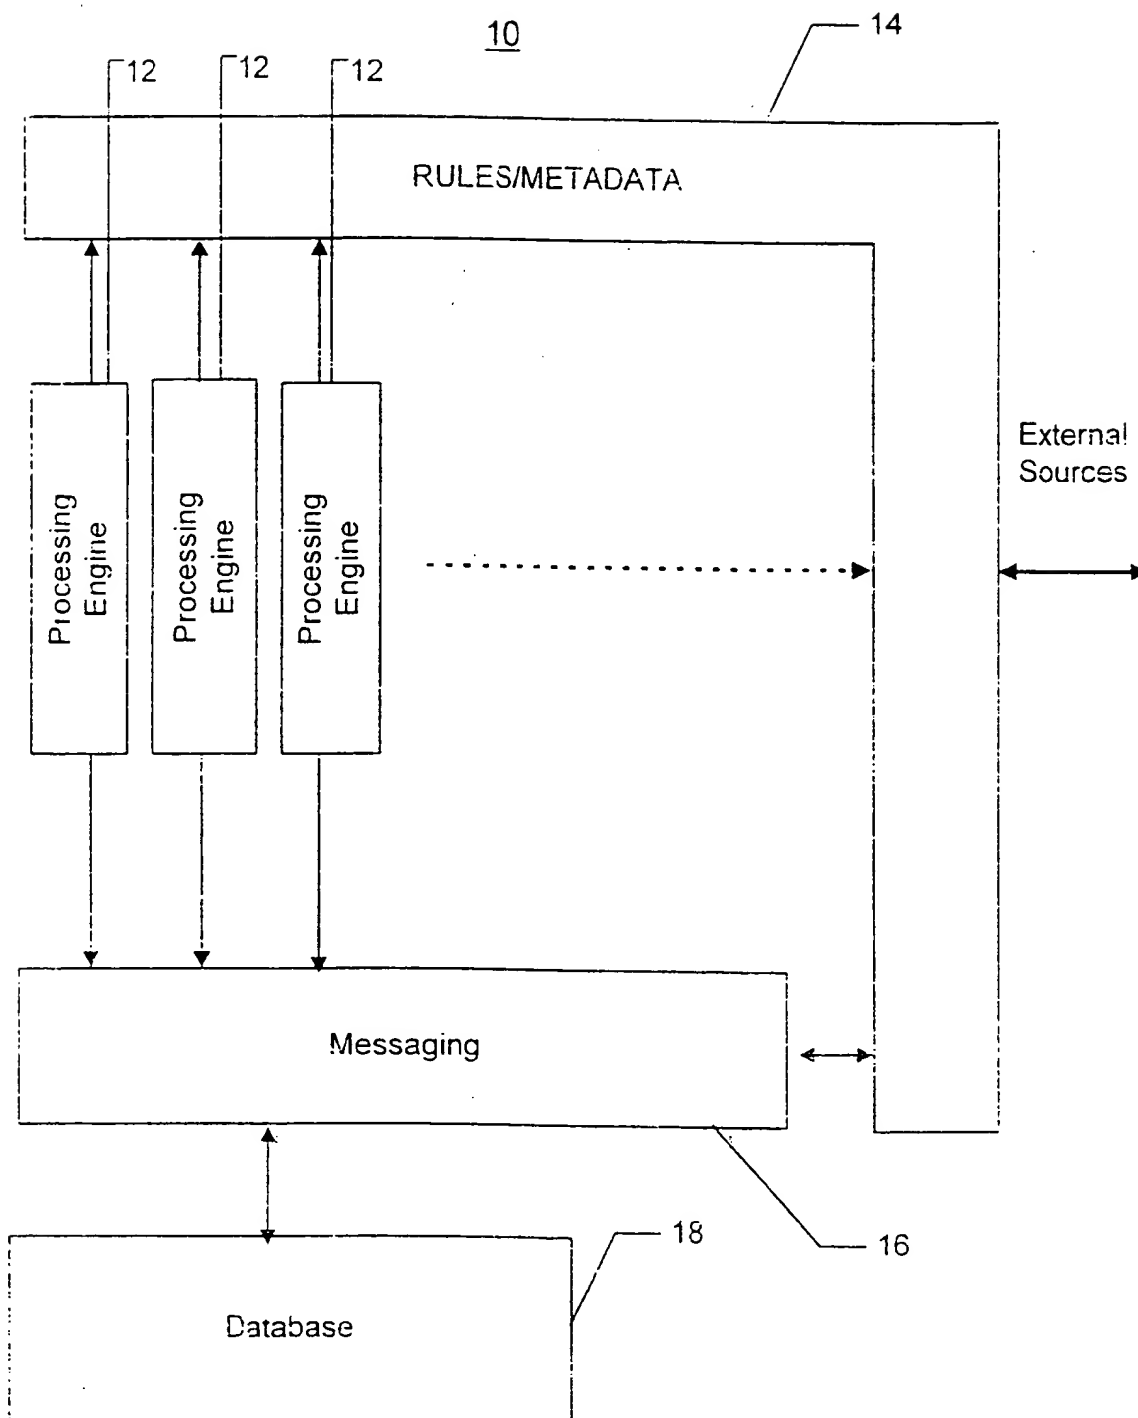 10
14
12
12
12
RULES/METADATA
External
Sources
Processing
Engine
Processing
Engine
Processing
Engine
Messaging
16
18
Database